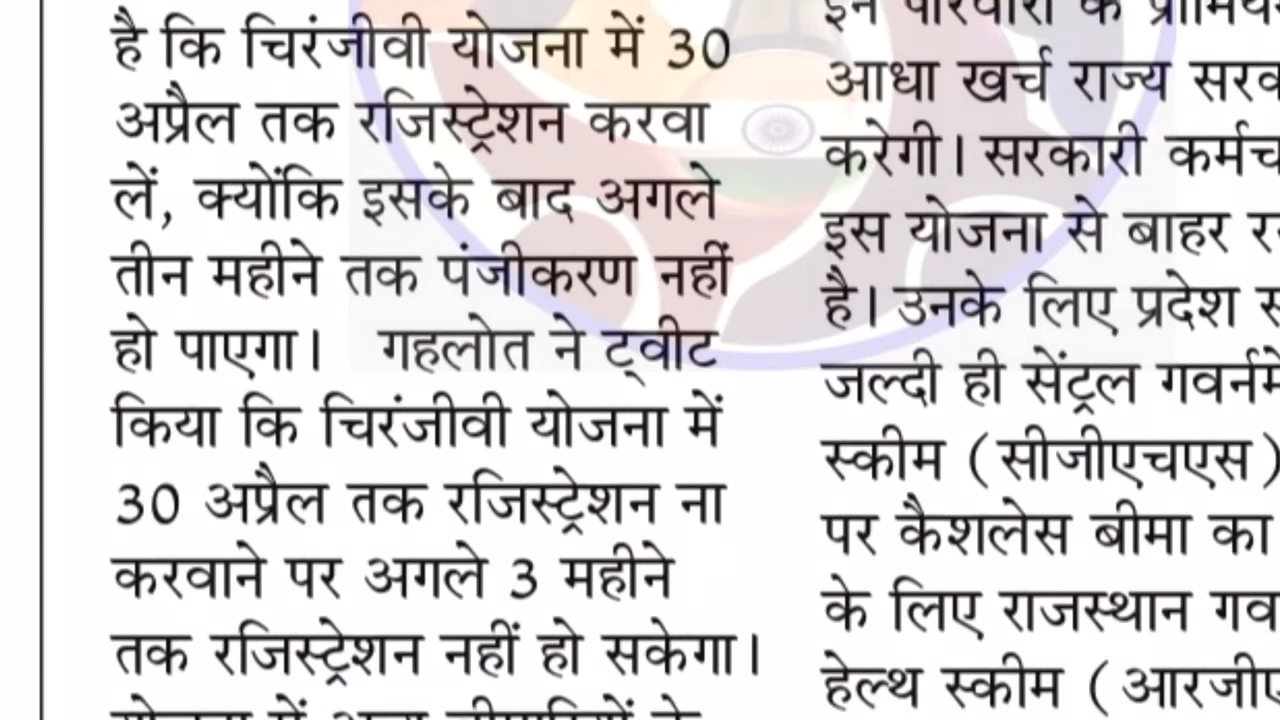 है कि चिरंजीवी योजना में 30
अप्रैल तक रजिस्ट्रेशन करवा
लें, क्योंकि इसके बाद अगले
तीन महीने तक पंजीकरण नहीं
हो पाएगा। गहलोत ने ट्वीट
किया कि चिरंजीवी योजना में
30 अप्रैल तक रजिस्ट्रेशन ना
करवाने पर अगले 3 महीने
तक रजिस्ट्रेशन नहीं हो सकेगा।
आधा खर्च राज्य
करेगी। सरकारी
इस योजना से बाहर
है। उनके लिए प्रदेश
जल्दी ही सेंट्रल
स्कीम (सीजीएचएस)
पर कैशलेस बीमा का
के लिए राजस्थान
हेल्थ स्कीम